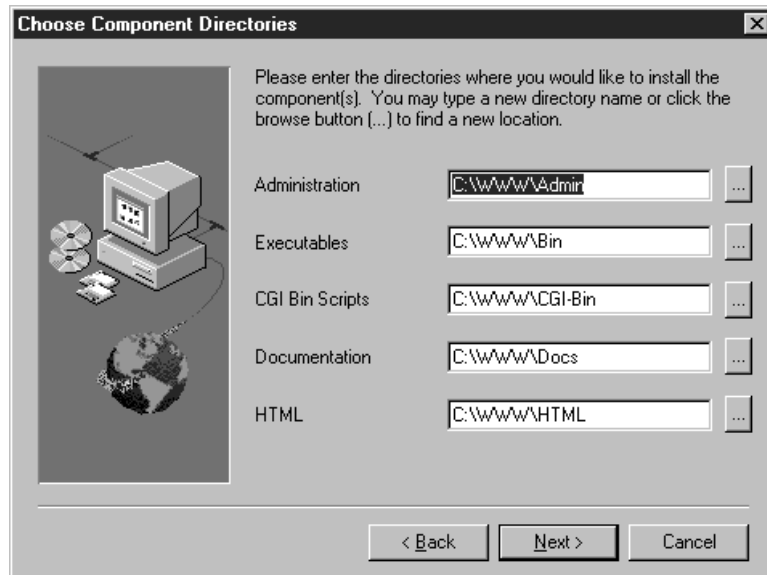 Choose Component Directories
Please enter the directories where you would like to install the
component(s). You may type a new directory name or click the
browse button (...) to find a new location.
Administration C:\WWW\Admin ...
Executables C:\WWW\Bin ...
CGI Bin Scripts C:\WWW\CGI-Bin ...
Documentation C:\WWW\Docs ...
HTML C:\WWW\HTML ...
< Back Next > Cancel